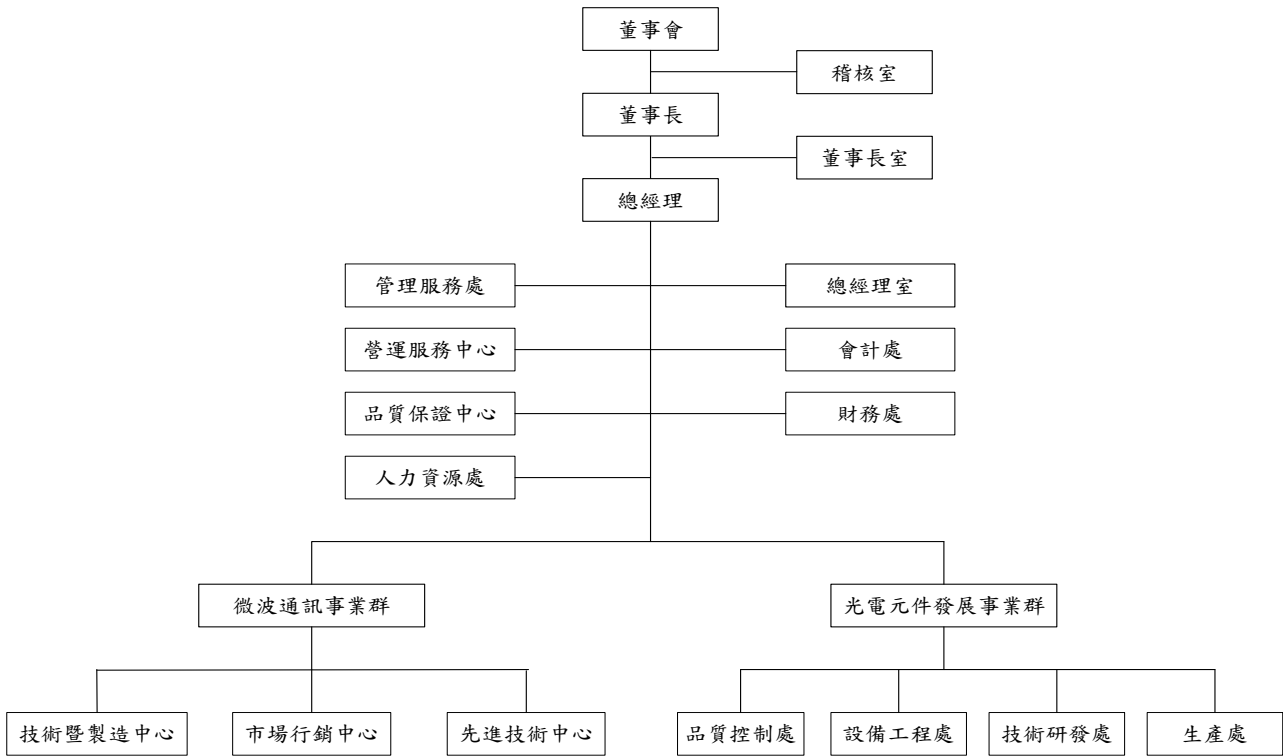 董事會
稽核室
董事長
董事長室
總經理
管理服務處
總經理室
營運服務中心
會計處
品質保證中心
財務處
人力資源處
微波通訊事業群
光電元件發展事業群
技術暨製造中心
市場行銷中心
先進技術中心
品質控制處
設備工程處
技術研發處
生產處